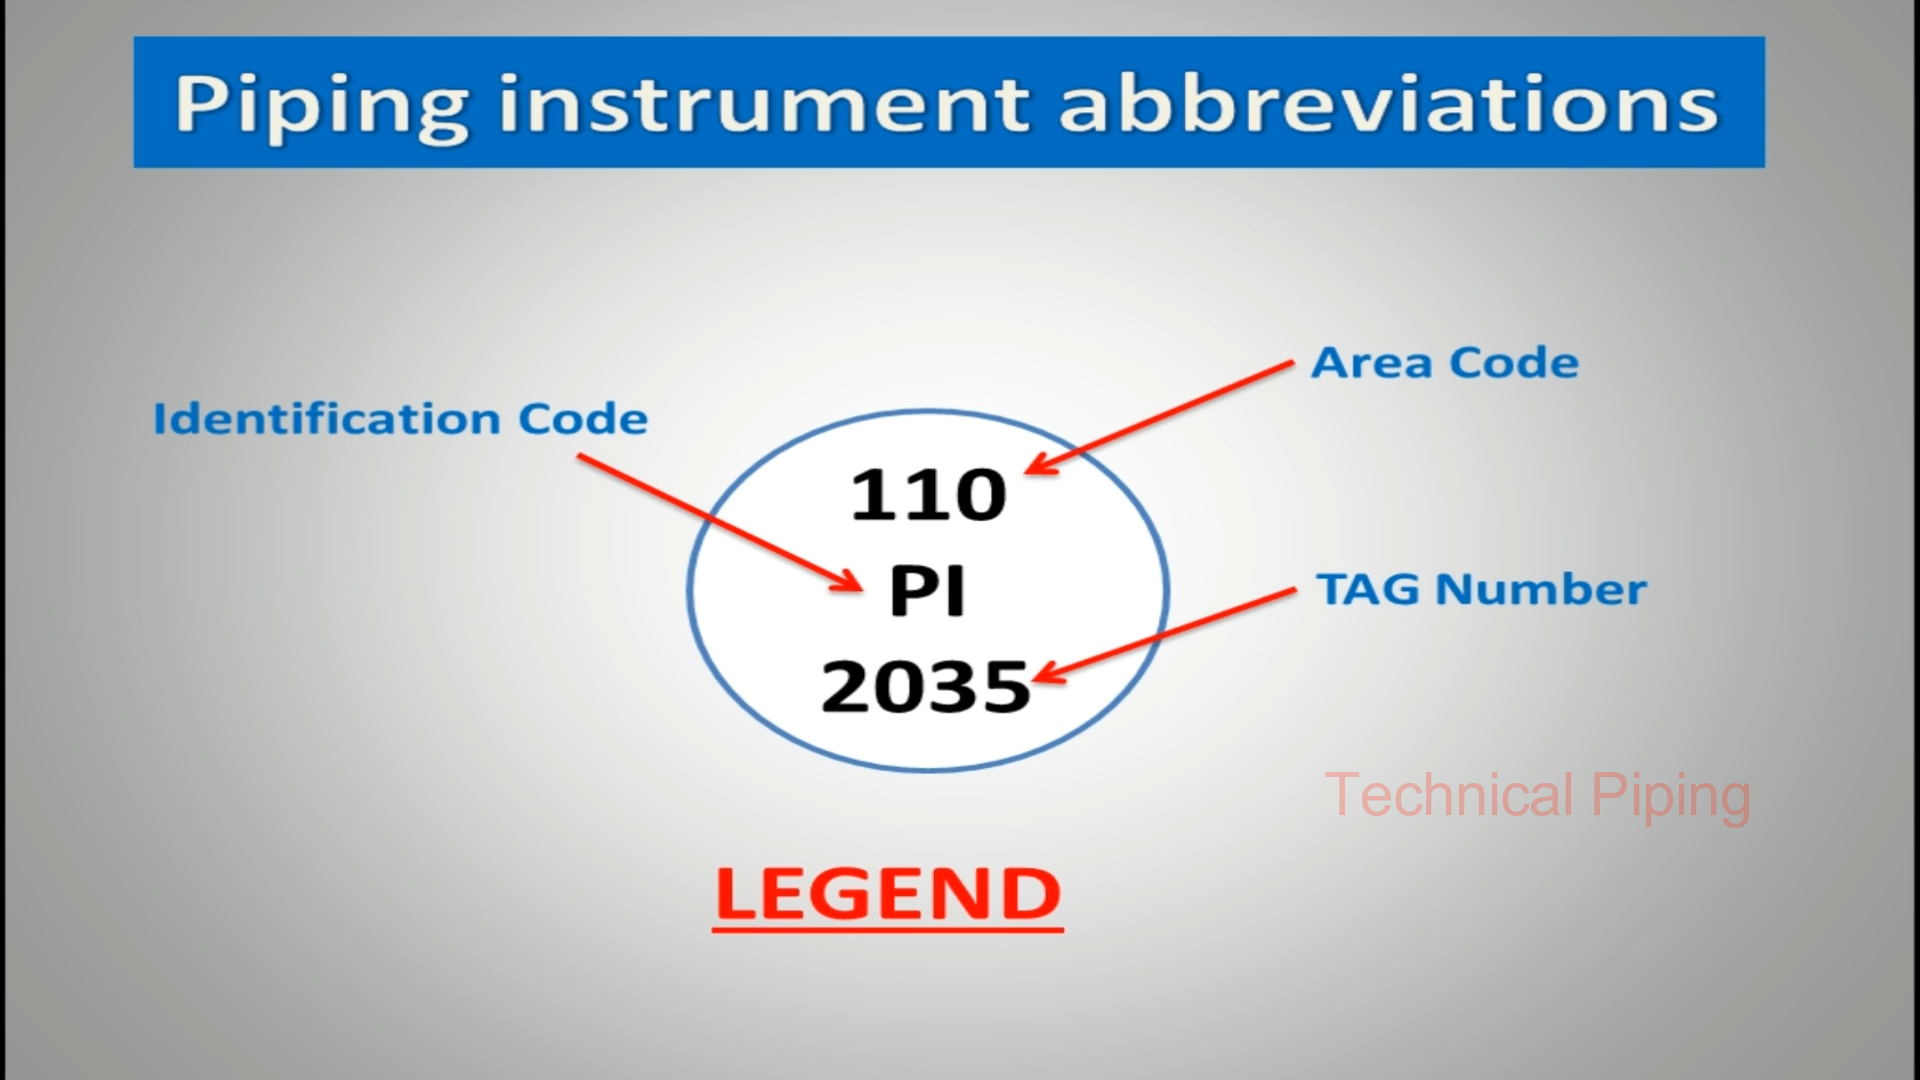 Piping instrument abbreviations
Area Code
Identification Code
110
PI
TAG Number
2035
Technical Piping
LEGEND